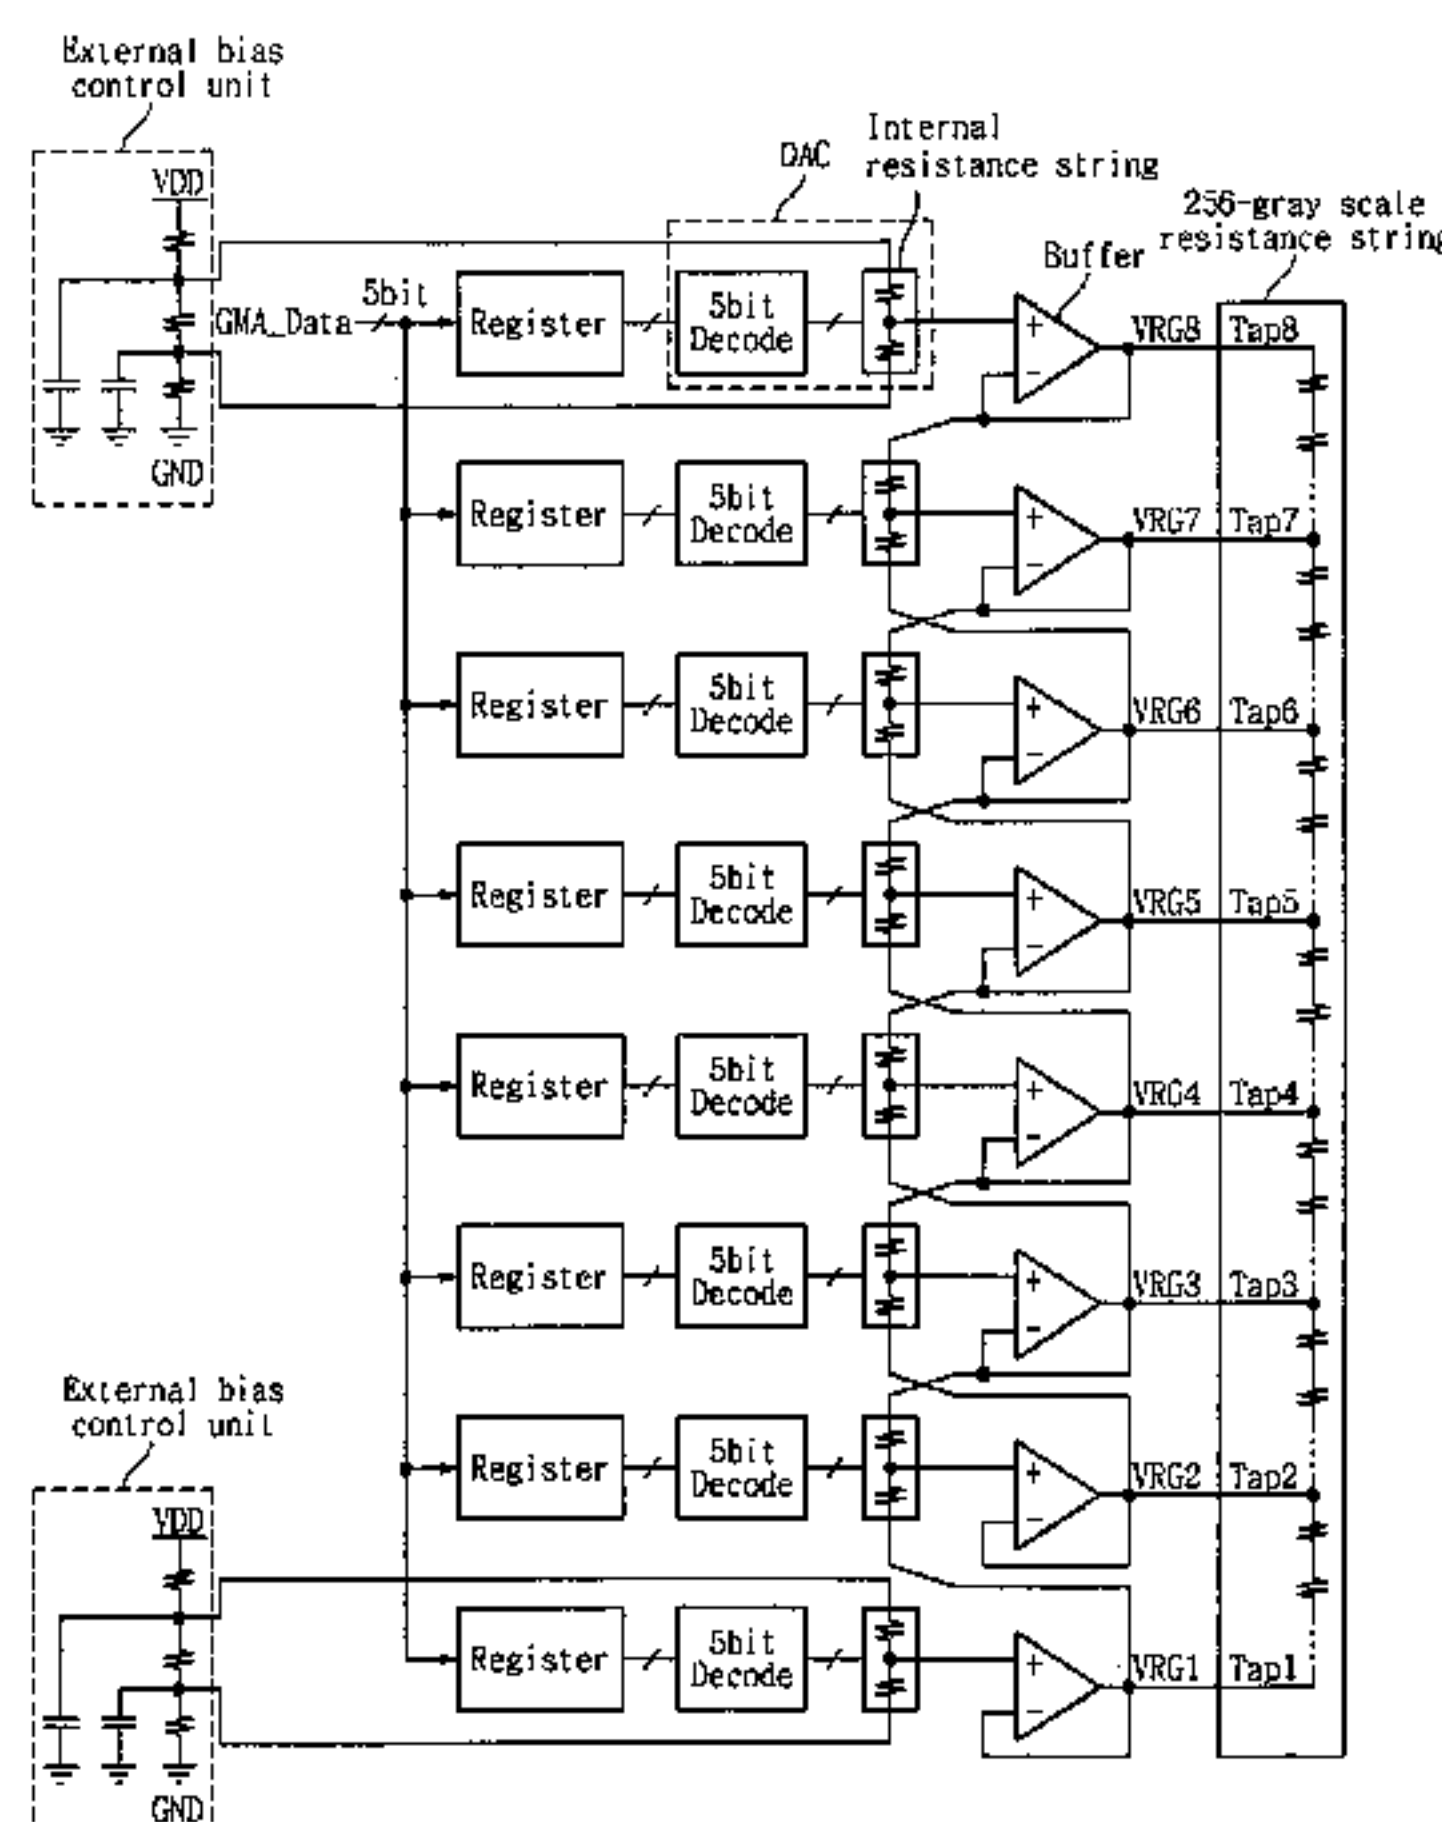 External bias
control unit
VDD
GND
DAC
Internal
resistance string
256-gray scale
resistance string
Buffer
5bit
GMA_Data
Register
5bit
Decode
+
-
VRG8
Tap8
Register
5bit
Decode
+
-
VRG7
Tap7
Register
5bit
Decode
+
-
VRG6
Tap6
Register
5bit
Decode
+
-
VRG5
Tap5
Register
5bit
Decode
+
-
VRG4
Tap4
Register
5bit
Decode
+
-
VRG3
Tap3
External bias
control unit
Register
5bit
Decode
+
-
VRG2
Tap2
VDD
Register
5bit
Decode
+
-
VRG1
Tap1
GND